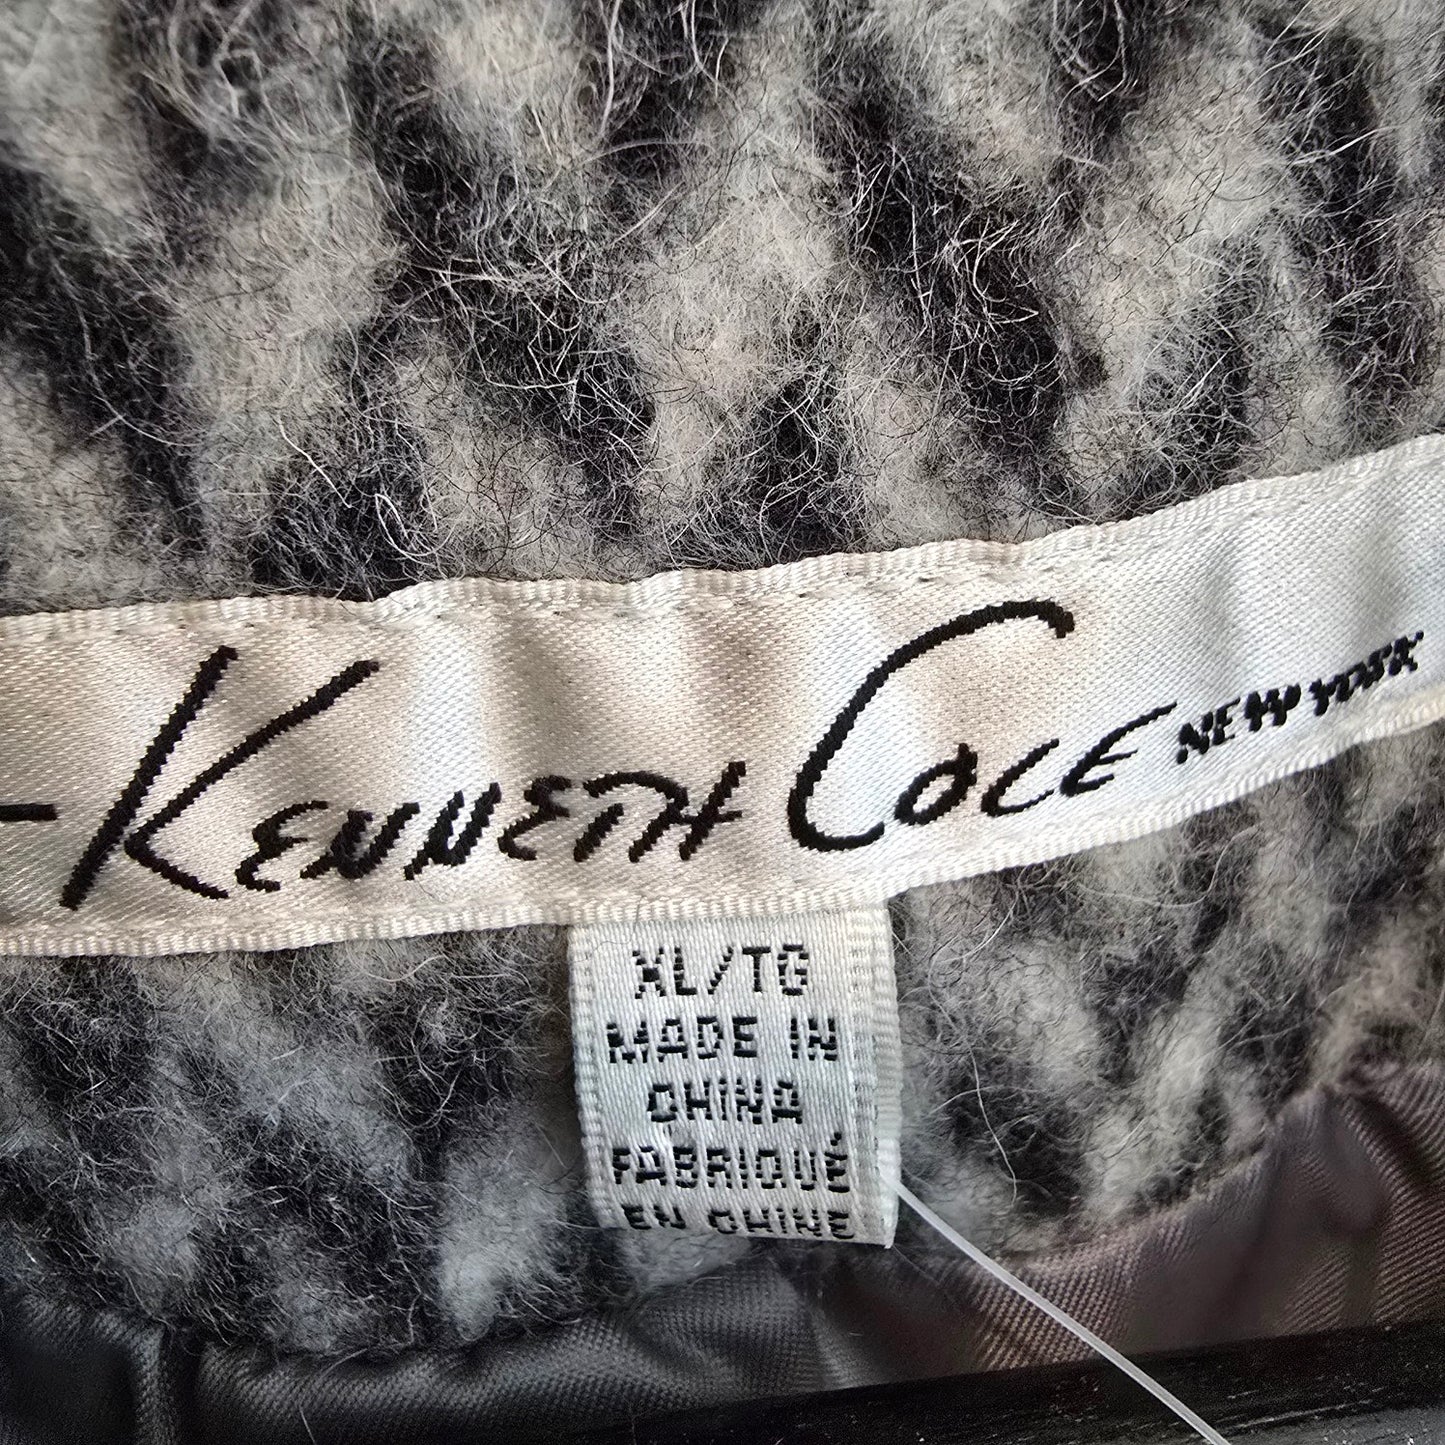 KENNETH COLE NEW YORK
XL/TG
MADE IN
CHINA
FABRIQUÉ
EN CHINE